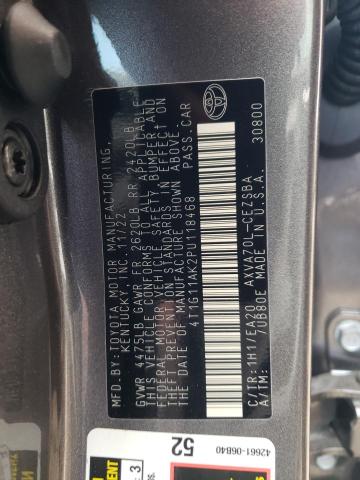 MFD. BY: TOYOTA MOTOR MANUFACTURING,
KENTUCKY, INC. 11/22
GVWR 4475LB GAWR FR 2620LB RR 2420LB
THIS VEHICLE CONFORMS TO ALL APPLICABLE
FEDERAL MOTOR VEHICLE SAFETY, BUMPER, AND
THEFT PREVENTION STANDARDS IN EFFECT ON
THE DATE OF MANUFACTURE SHOWN ABOVE.
4T1G11AK2PU118468 PASS.CAR
C/TR: 1H1/EA20 AXVA70L-CEZSBA
A/TM: 70B80E MADE IN U.S.A. 30800
42661-06B40
52
3